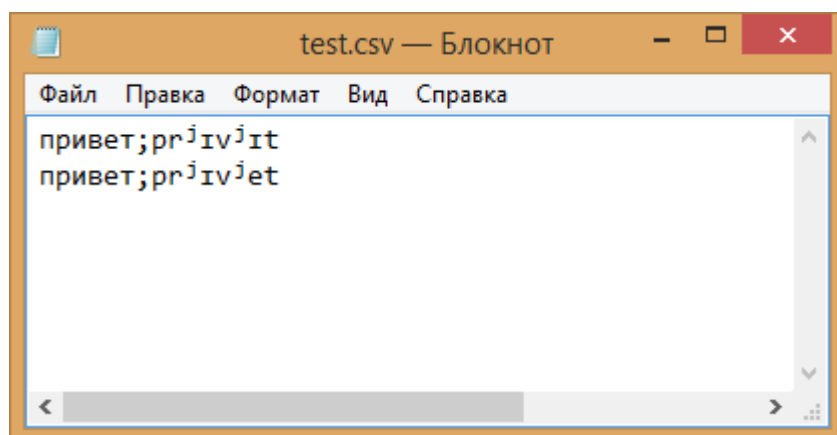 test.csv — Блокнот
Файл Правка Формат Вид Справка
привет;prʲɪvʲɪt
привет;prʲɪvʲet